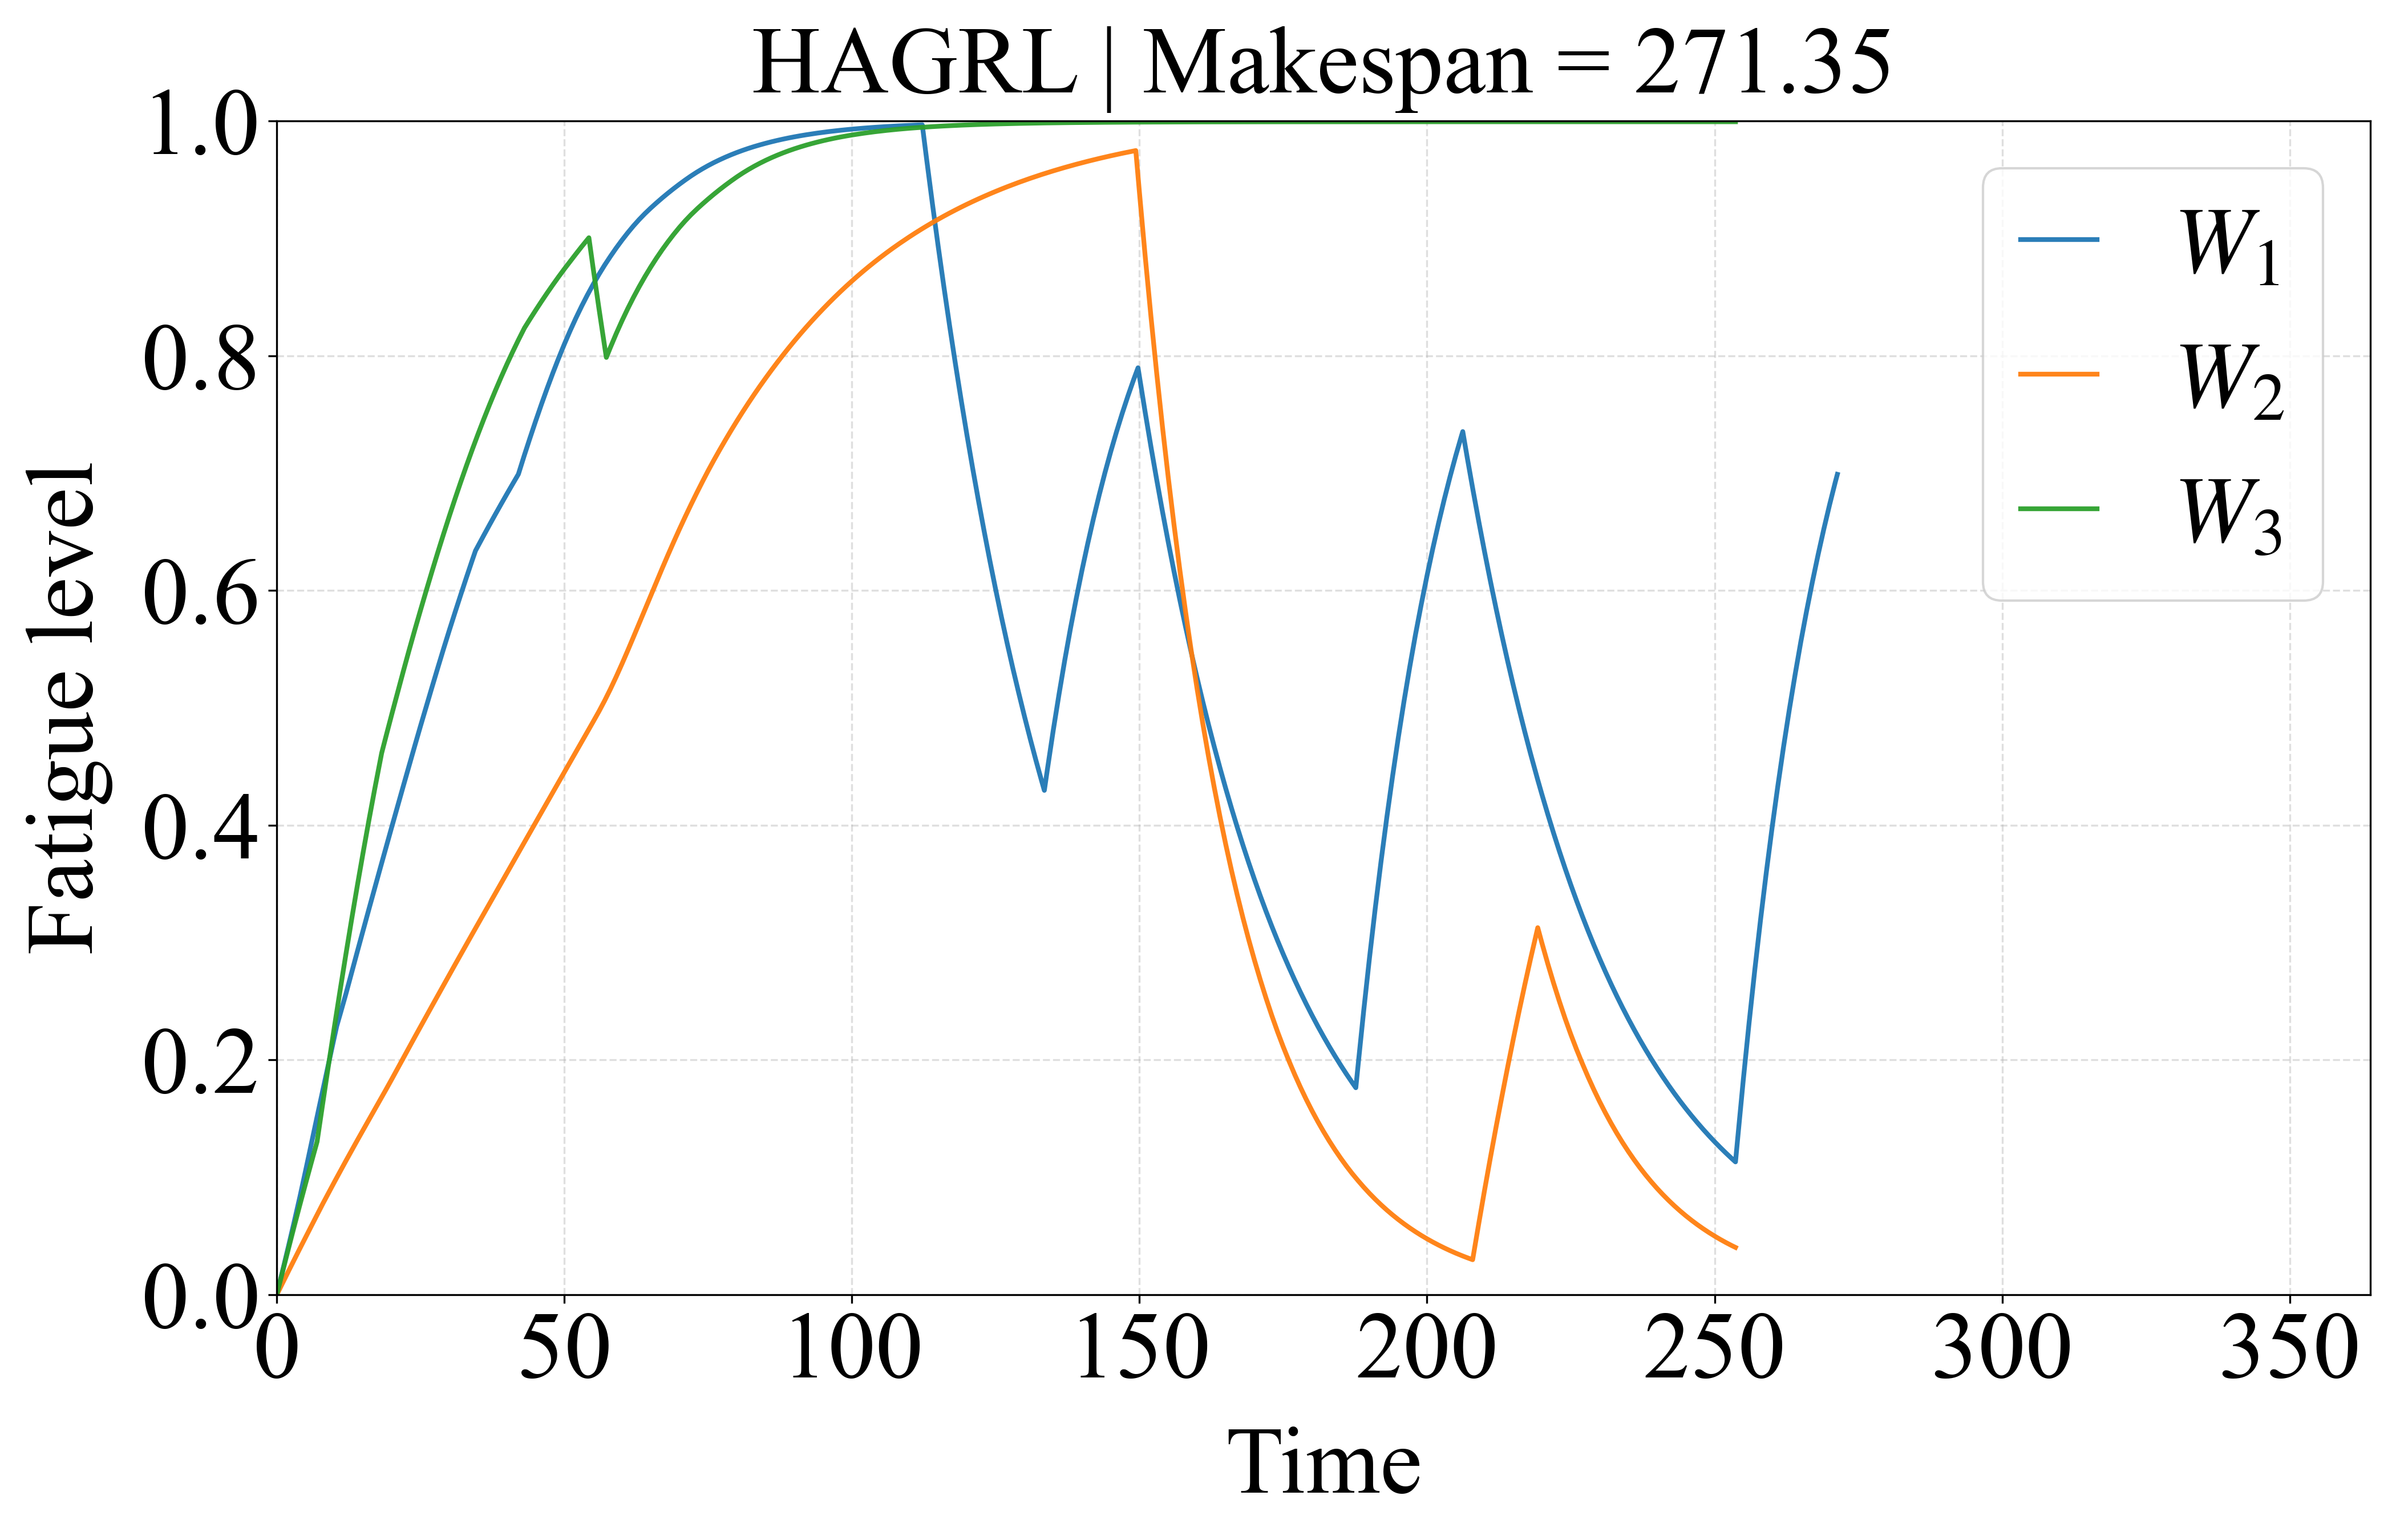 HAGRL | Makespan = 271.35
Fatigue level
1.0
0.8
0.6
0.4
0.2
0.0
0 50 100 150 200 250 300 350
Time
W1
W2
W3